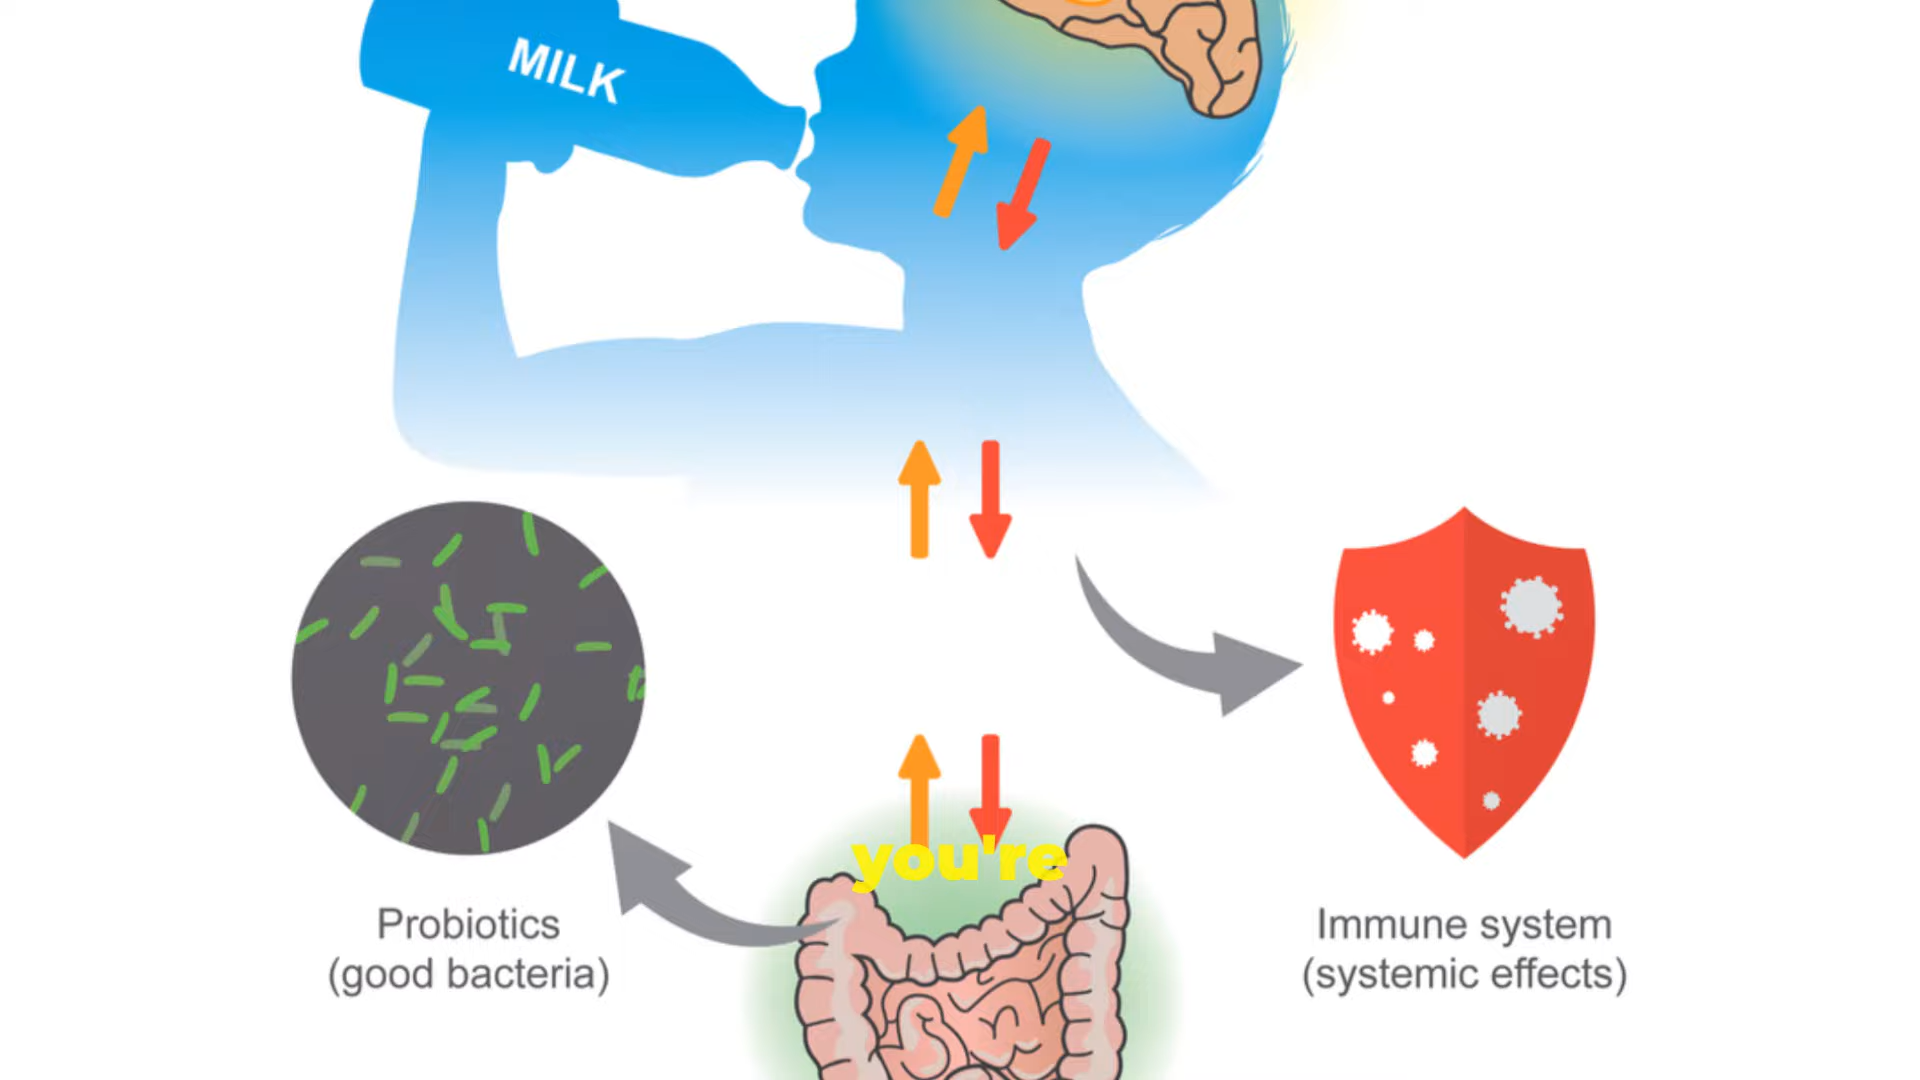 MILK
you're
Probiotics
(good bacteria)
Immune system
(systemic effects)